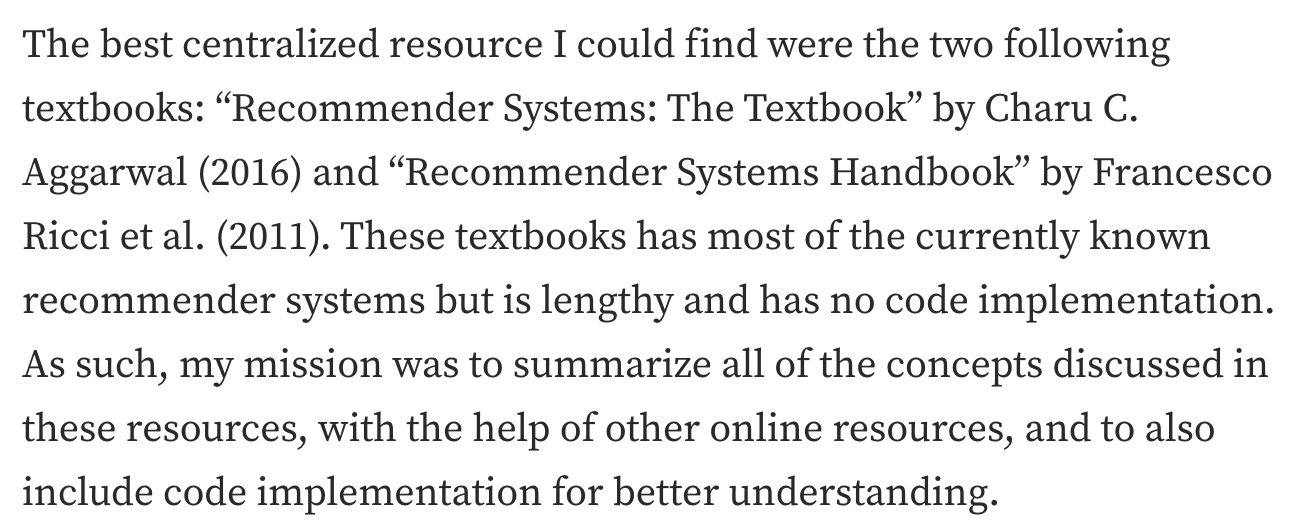 The best centralized resource I could find were the two following
textbooks: “Recommender Systems: The Textbook” by Charu C.
Aggarwal (2016) and “Recommender Systems Handbook” by Francesco
Ricci et al. (2011). These textbooks has most of the currently known
recommender systems but is lengthy and has no code implementation.
As such, my mission was to summarize all of the concepts discussed in
these resources, with the help of other online resources, and to also
include code implementation for better understanding.